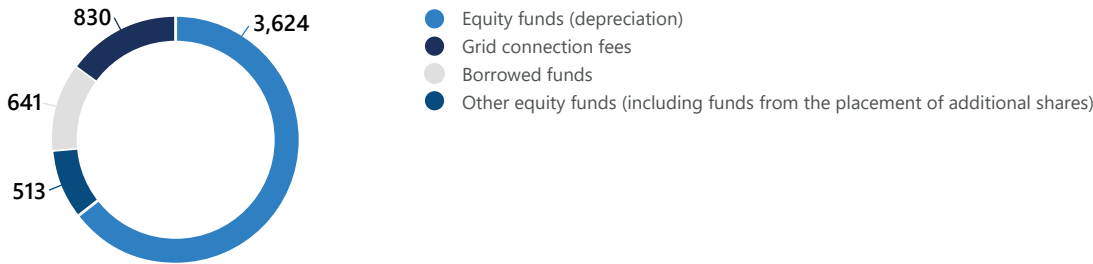 830
3,624
641
513
Equity funds (depreciation)
Grid connection fees
Borrowed funds
Other equity funds (including funds from the placement of additional shares)